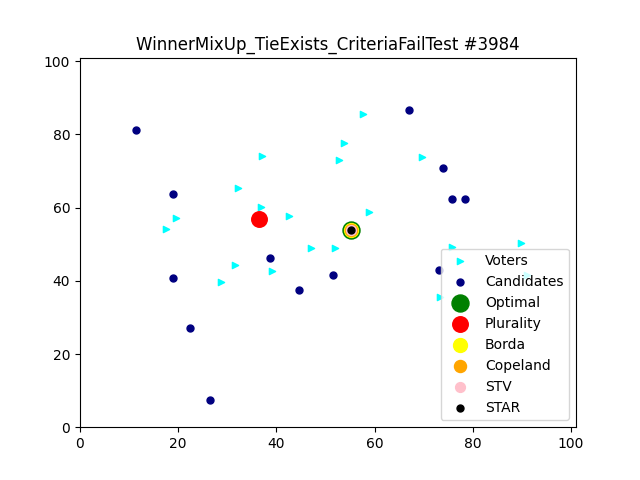 WinnerMixUp_TieExists_CriteriaFailTest #3984
100
80
60
40
20
0
0
20
40
60
80
100
Voters
Candidates
Optimal
Plurality
Borda
Copeland
STV
STAR